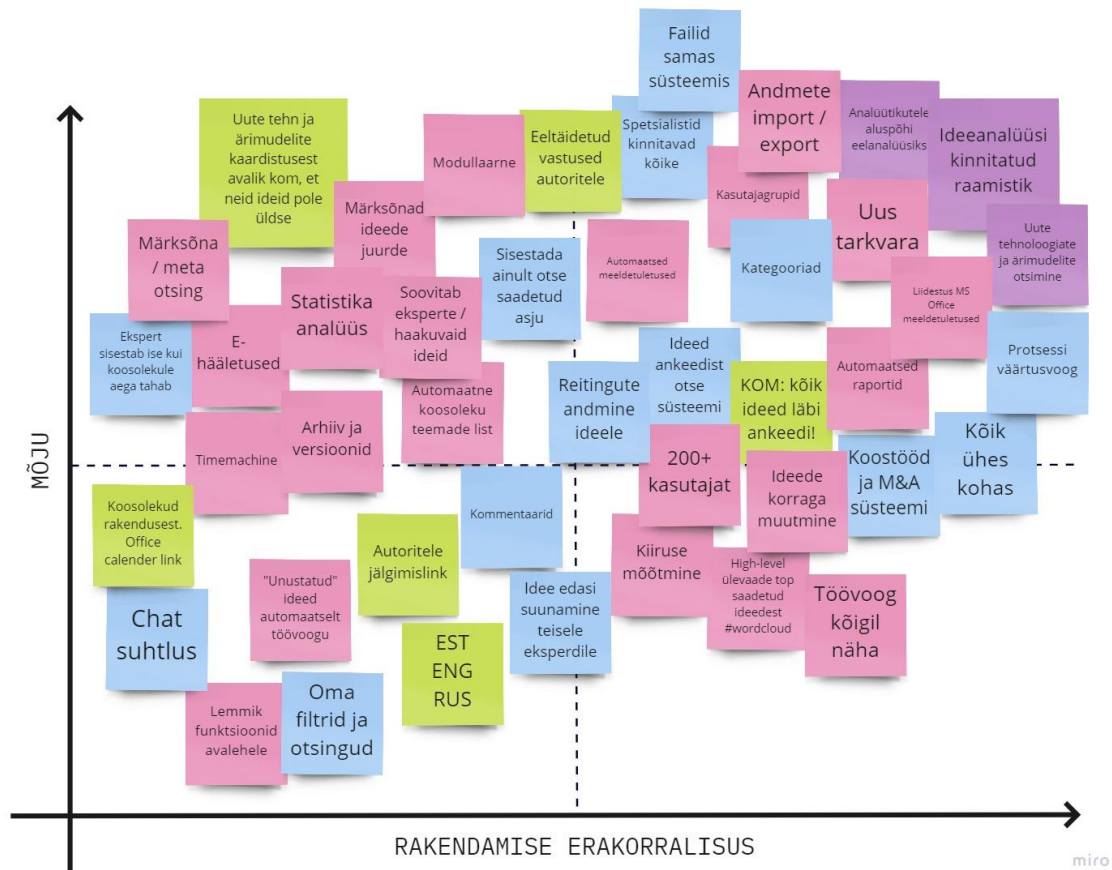 Failid
samas
süsteemis
Uute tehn ja
ärimudelite
kaardistusest
avalik kom, et
neid ideid pole
üldse
Modullaarne
Eeltäidetud
vastused
autoritele
Spetsialistid
kinnitavad
kõike
Andmete
import /
export
Analüütikutele
aluspõhi
eelanalüüsiks
Ideeanalüüsi
kinnitatud
raamistik
Märksõnad
ideede
juurde
Kasutajagrupid
Uus
tarkvara
Uute
tehnoloogiate
ja ärimudelite
otsimine
Märksõna
/ meta
otsing
Statistika
analüüs
Soovitab
eksperte /
haakuvaid
ideid
Sisestada
ainult otse
saadetud
asju
Automaatsed
meeldetuletused
Kategooriad
Liidestus MS
Office
meeldetuletused
Ekspert
sisestab ise kui
koosolekule
aega tahab
E-
hääletused
Automaatne
koosoleku
teemade list
Reitingute
andmine
ideele
Ideed
ankeedist
otse
süsteemi
KOM: kõik
ideed läbi
ankeedi!
Automaatsed
raportid
Protsessi
väärtusvoog
Timemachine
Arhiiv ja
versioonid
200+
kasutajat
Ideede
korraga
muutmine
Koostööd
ja M&A
süsteemi
Kõik
ühes
kohas
Koosolekud
rakendusest.
Office
calender link
Kommentaarid
Autoritele
jälgimislink
Kiiruse
mõõtmine
High-level
ülevaade top
saadetud
ideedest
#wordcloud
Töövoog
kõigil
näha
Chat
suhtlus
"Unustatud"
ideed
automaatselt
töövoogu
Idee edasi
suunamine
teisele
eksperdile
EST
ENG
RUS
Lemmik
funktsioonid
avalehele
Oma
filtrid ja
otsingud
MÕJU
RAKENDAMISE ERAKORRALISUS
miro